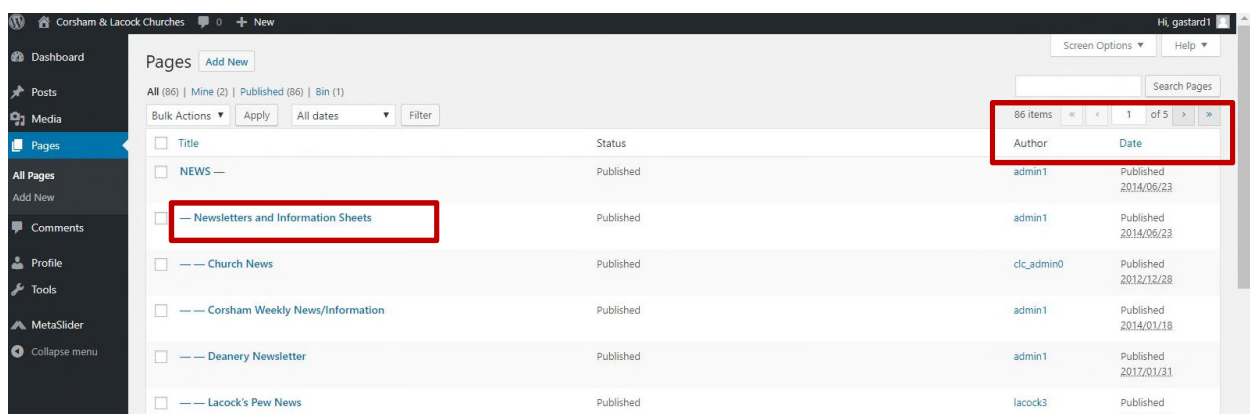 Corsham & Lacock Churches 0 + New Hi, gastard1
Dashboard
Posts
Media
Pages
All Pages
Add New
Comments
Profile
Tools
MetaSlider
Collapse menu
Screen Options ▼ Help ▼
Pages Add New
All (86) | Mine (2) | Published (86) | Bin (1)
Search Pages
Bulk Actions ▼ Apply All dates ▼ Filter 86 items « ‹ 1 of 5 › »
Title Status Author Date
NEWS — Published admin1 Published
2014/06/23
— Newsletters and Information Sheets Published admin1 Published
2014/06/23
— — Church News Published clc_admin0 Published
2012/12/28
— — Corsham Weekly News/Information Published admin1 Published
2014/01/18
— — Deanery Newsletter Published admin1 Published
2017/01/31
— — Lacock's Pew News Published lacock3 Published